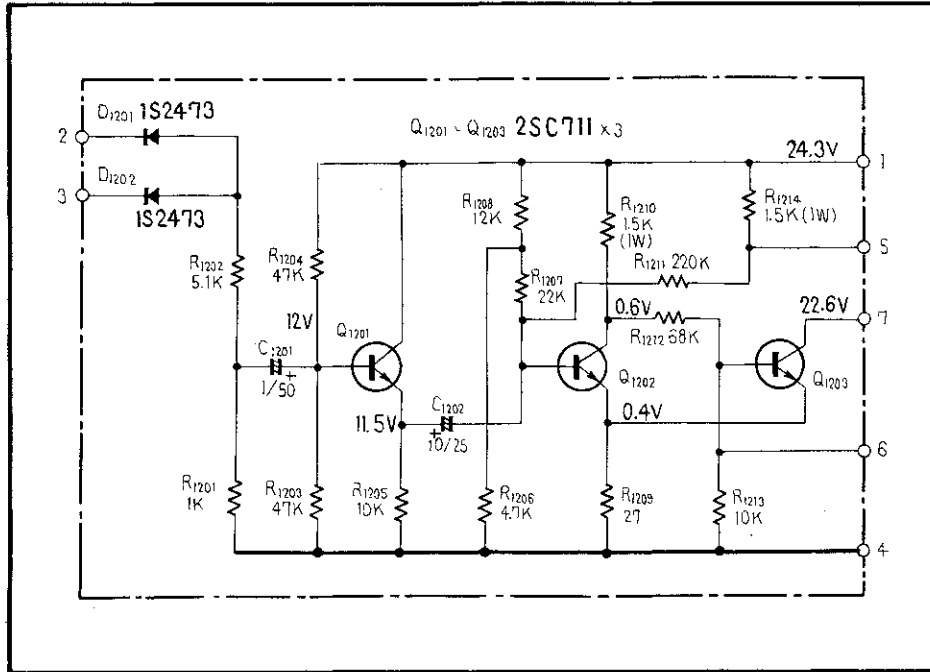 D1201 1S2473
Q1201 ~ Q1203 2SC711 x3
2
24.3V
1
D1202
3
1S2473
R1208
12K
R1210
1.5K
(1W)
R1214
1.5K (1W)
5
R1202
5.1K
R1204
47K
R1207
22K
R1211 220K
22.6V
7
12V
Q1201
0.6V
R1212 68K
C1201
+
1/50
Q1202
Q1203
C1202
11.5V
+
10/25
0.4V
6
R1201
1K
R1203
47K
R1205
10K
R1206
4.7K
R1209
27
R1213
10K
4